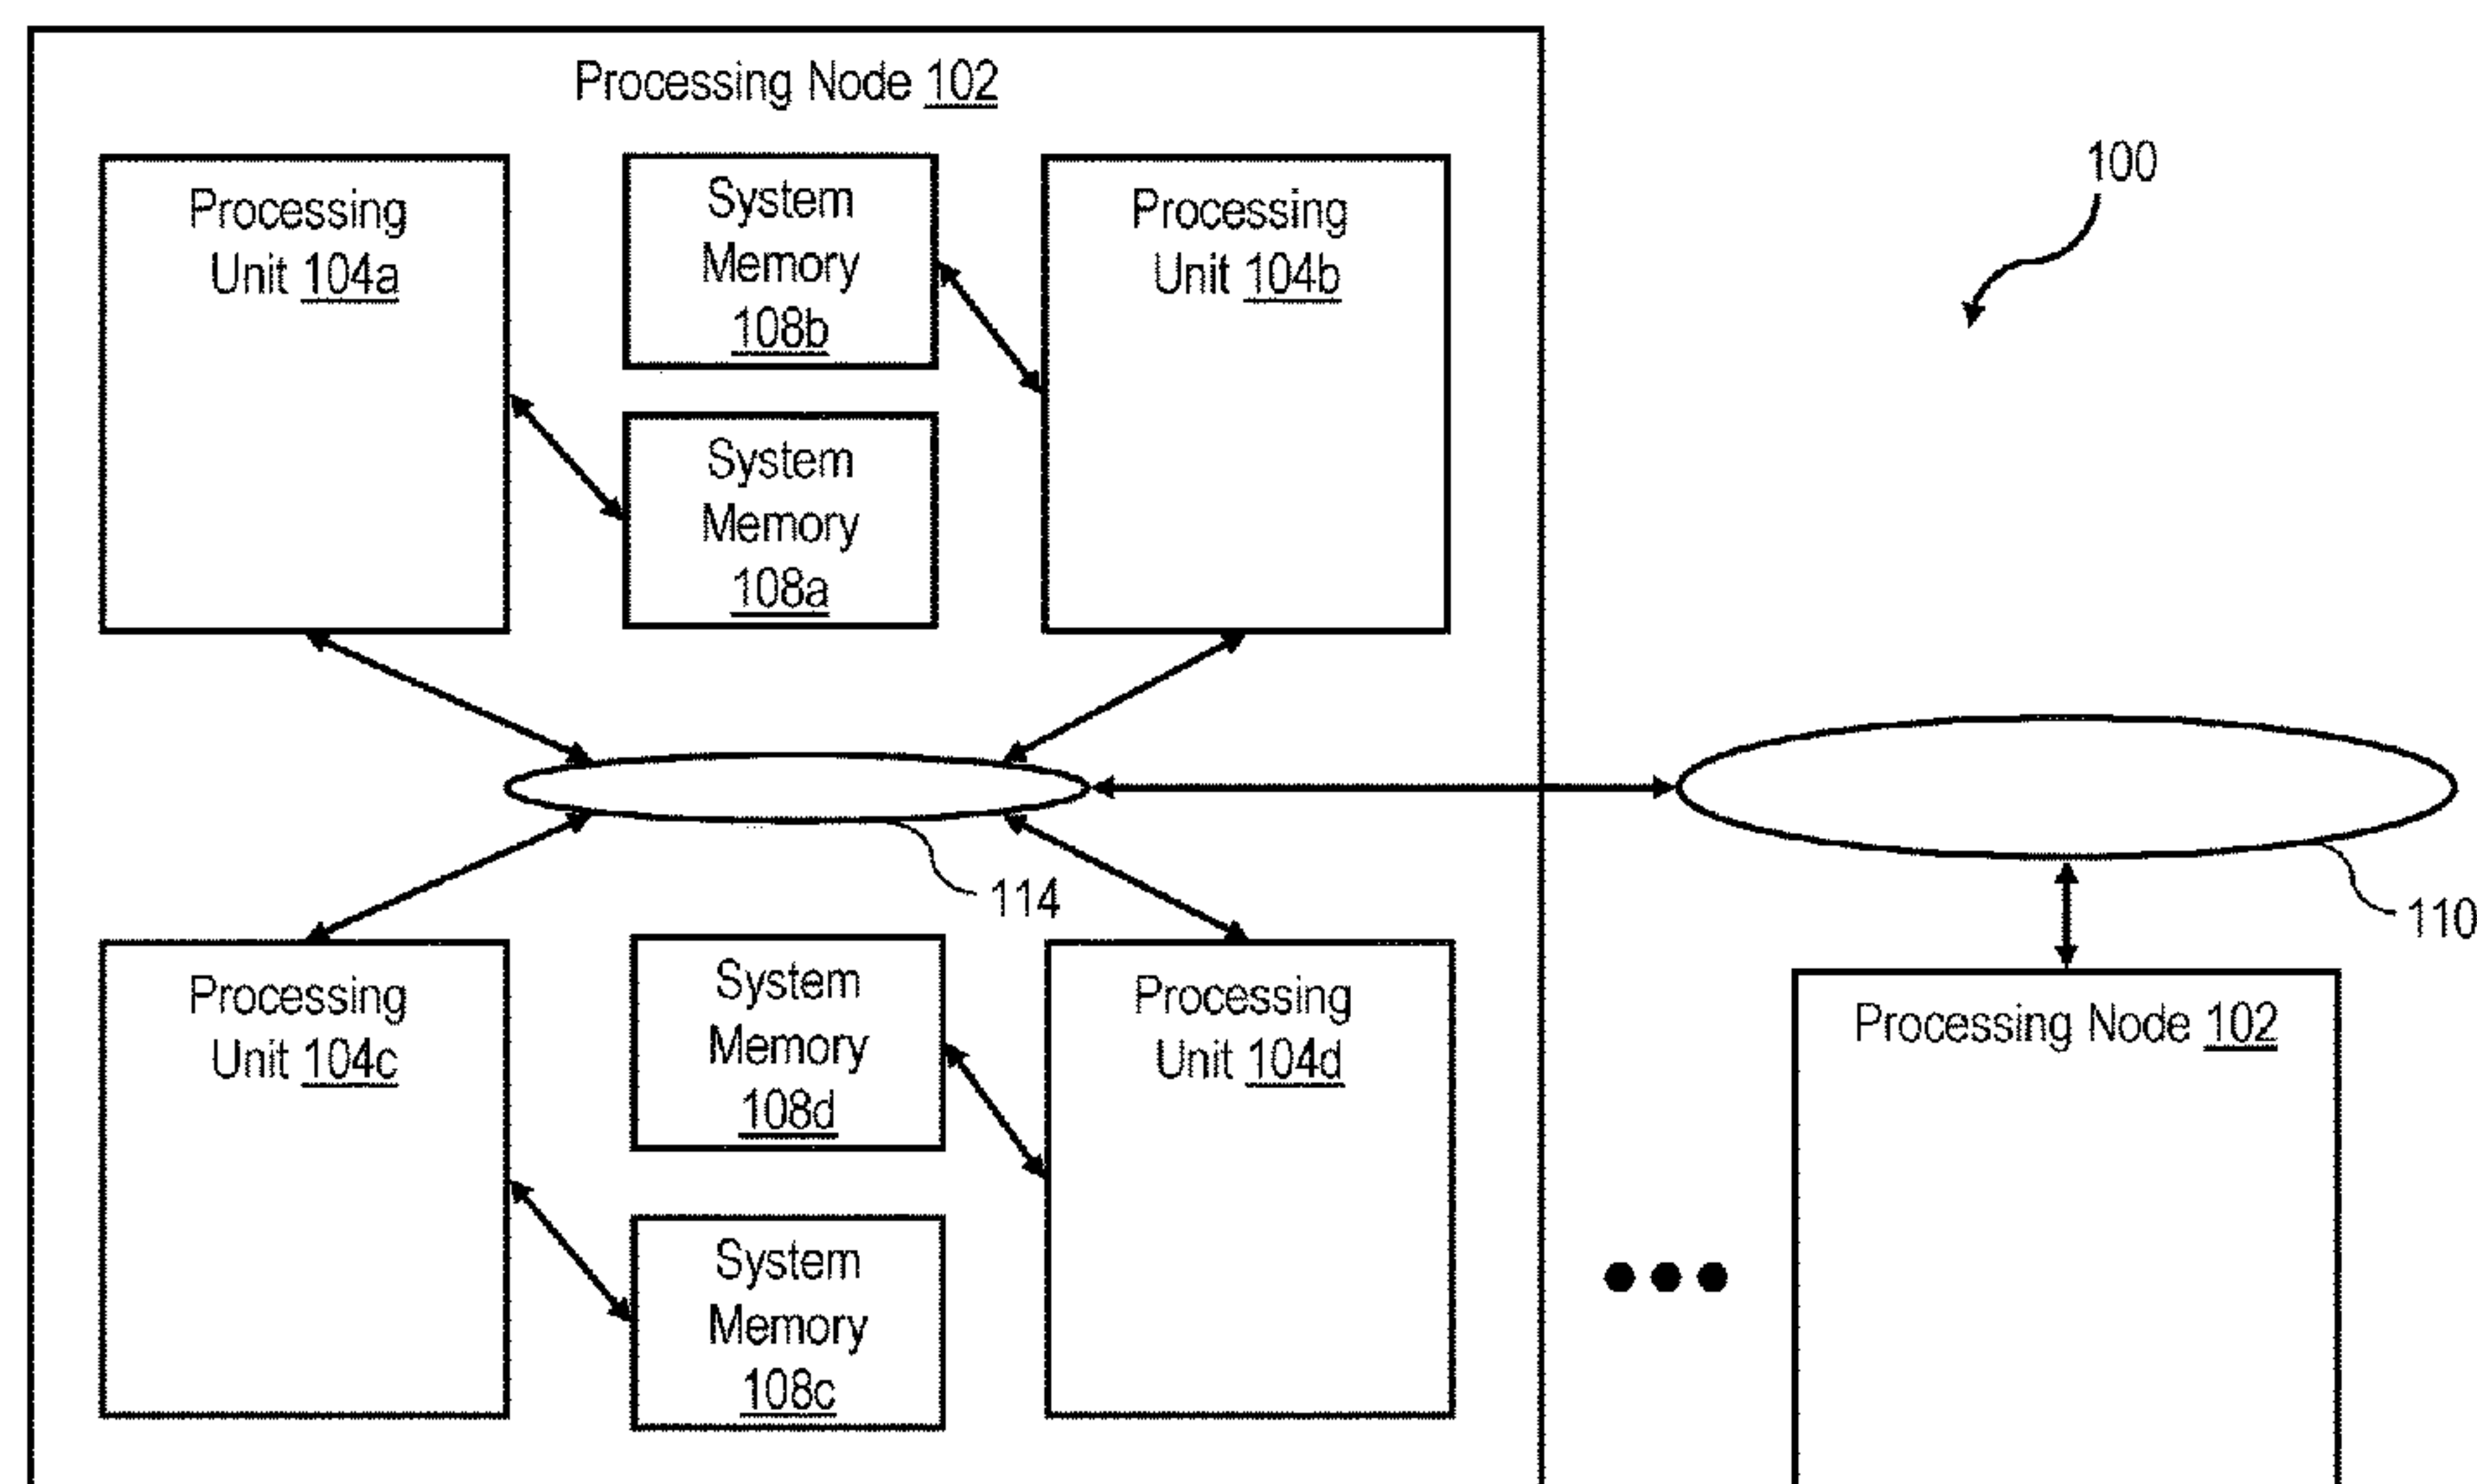 Processing Node 102
Processing
Unit 104a
System
Memory
108b
Processing
Unit 104b
100
System
Memory
108a
114
110
Processing
Unit 104c
System
Memory
108d
Processing
Unit 104d
Processing Node 102
System
Memory
108c